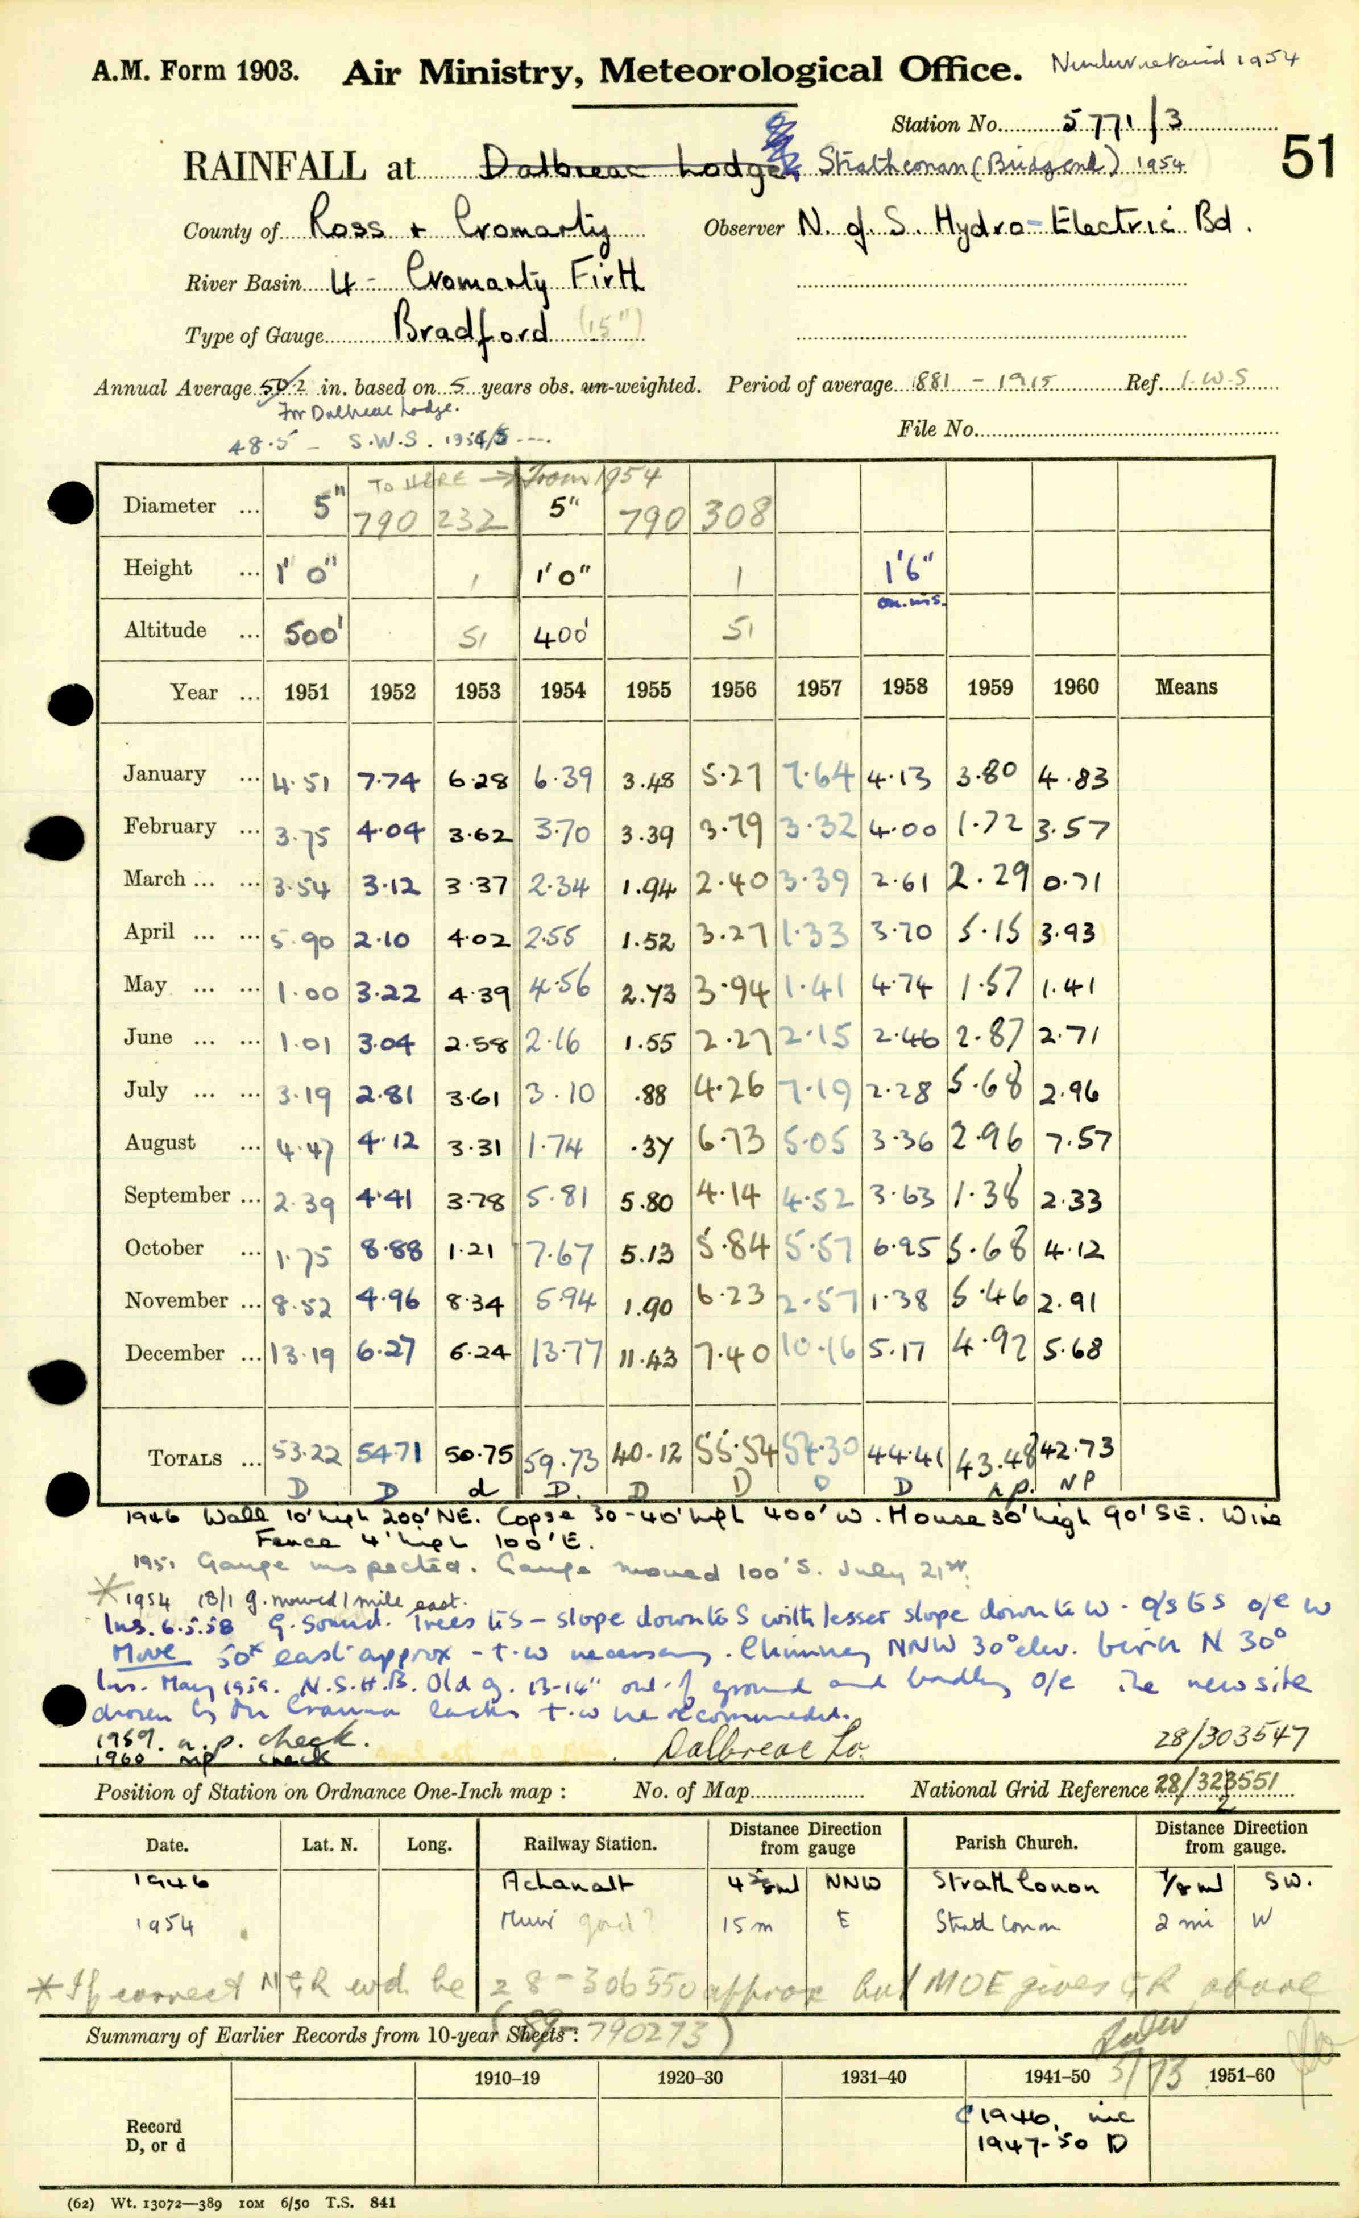 A.M. Form 1903. Air Ministry, Meteorological Office. 1954
Station No. 5771/3
RAINFALL at Dalbreac Lodge, Strathconan (Bridgend) 1954 51
County of Ross + Cromarty Observer N. of S. Hydro-Electric Bd.
River Basin 4 - Cromarty Firth
Type of Gauge Bradford (15")
Annual Average 50.2 in. based on 5 years obs. un-weighted. Period of average 1881 - 1915 Ref. I.W.S
For Dalbreac Lodge.
48.5 - S.W.S. 1954/5
File No.
TO HERE → From 1954
Diameter ... 5" 790 232 5" 790 308
Height ... 1' 0" 1 1'0" 1 1'6"
on ins.
Altitude ... 500' 51 400' 51
Year ... 1951 1952 1953 1954 1955 1956 1957 1958 1959 1960 Means
January ... 4.51 7.74 6.28 6.39 3.48 5.27 7.64 4.13 3.80 4.83
February ... 3.75 4.04 3.62 3.70 3.39 3.79 3.32 4.00 1.72 3.57
March ... ... 3.54 3.12 3.37 2.34 1.94 2.40 3.39 2.61 2.29 0.71
April ... ... 5.90 2.10 4.02 2.55 1.52 3.27 1.33 3.70 5.15 3.93
May ... ... 1.00 3.22 4.39 4.56 2.73 3.94 1.41 4.74 1.57 1.41
June ... ... 1.01 3.04 2.58 2.16 1.55 2.27 2.15 2.46 2.87 2.71
July ... ... 3.19 2.81 3.61 3.10 .88 4.26 7.19 2.28 5.68 2.96
August ... 4.47 4.12 3.31 1.74 .37 6.73 5.05 3.36 2.96 7.57
September ... 2.39 4.41 3.78 5.81 5.80 4.14 4.52 3.63 1.38 2.33
October ... 1.75 8.88 1.21 7.67 5.13 5.84 5.57 6.95 5.68 4.12
November ... 8.52 4.96 8.34 5.94 1.90 6.23 2.57 1.38 5.46 2.91
December ... 13.19 6.27 6.24 13.77 11.43 7.40 10.16 5.17 4.92 5.68
TOTALS ... 53.22 54.71 50.75 59.73 40.12 55.54 54.30 44.41 43.48 42.73
D D d D. D D D D n.p. NP
1946 Wall 10' high 200' NE. Copse 30-40' high 400' W. House 30' high 90' SE. Wire
Fence 4' high 100' E.
1951 Gauge inspected. Gauge moved 100' S. July 21st.
* 1954 18/1 g. moved 1 mile east.
Ins. 6.5.58 G. Sound. Trees to S - slope down to S with lesser slope down to W. o/s to S o/e W
Move 50x east approx - t.w necessary. Chimney NNW 30° elev. birch N 30°
Ins. May 1959. N.S.H.B. Old g. 13-14" out of ground and badly o/e The new site
chosen by Mr lacks t.w recommended.
1959. n.p. check.
1960 np check Dalbreac Lo. 28/303547
Position of Station on Ordnance One-Inch map : No. of Map National Grid Reference 28/323551
2
Date. Lat. N. Long. Railway Station. Distance from gauge Direction Parish Church. Distance from gauge. Direction
1946 Achanalt 4⅜ ml NNW Strathconon 7/8 ml SW.
1954 Muir 15 m E Strathconon 2 mi W
* If correct NGR wd be 28-306550 approx but MOE gives GR above
(89-790273)
Summary of Earlier Records from 10-year Sheets :
5/73
1910–19 1920–30 1931–40 1941–50 1951–60
Record
D, or d
1946, inc
1947-50 D
(62) Wt. 13072—389 10M 6/50 T.S. 841